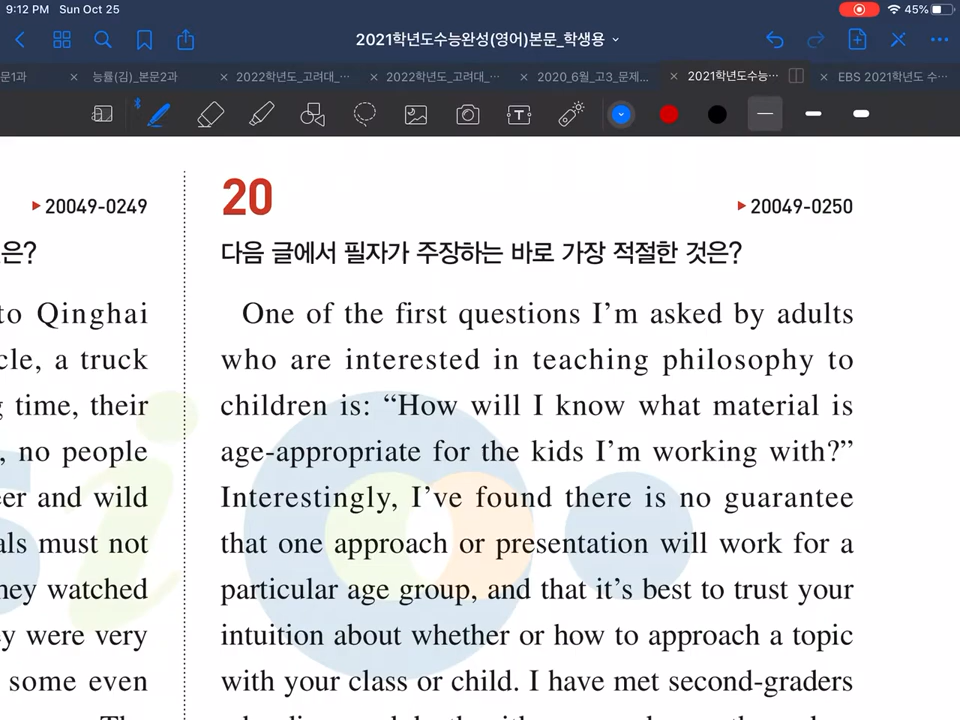 9:12 PM Sun Oct 25
45%
2021학년도수능완성(영어)본문_학생용
문1과
능률(김)_본문2과
2022학년도_고려대_…
2022학년도_고려대_…
2020_6월_고3_문제…
2021학년도수능…
EBS 2021학년도 수…
20049-0249
은?
to Qinghai
cle, a truck
g time, their
, no people
eer and wild
als must not
hey watched
y were very
some even
20
20049-0250
다음 글에서 필자가 주장하는 바로 가장 적절한 것은?
One of the first questions I’m asked by adults
who are interested in teaching philosophy to
children is: “How will I know what material is
age-appropriate for the kids I’m working with?”
Interestingly, I’ve found there is no guarantee
that one approach or presentation will work for a
particular age group, and that it’s best to trust your
intuition about whether or how to approach a topic
with your class or child. I have met second-graders